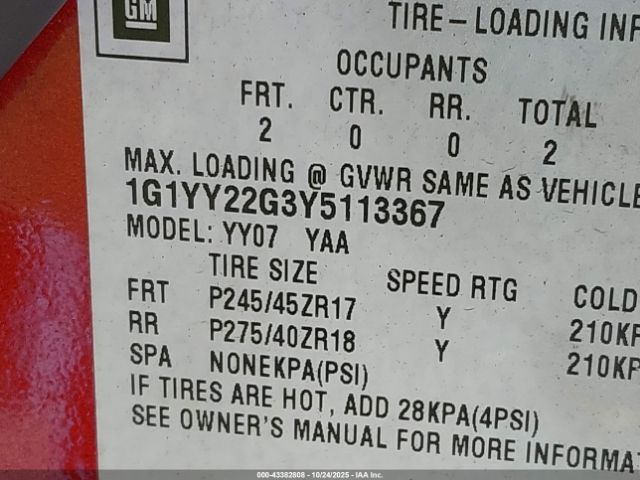 GM
TIRE-LOADING INF
OCCUPANTS
FRT. CTR. RR. TOTAL
2 0 0 2
MAX. LOADING @ GVWR SAME AS VEHICLE
1G1YY22G3Y5113367
MODEL: YY07 YAA
TIRE SIZE SPEED RTG COLD
FRT P245/45ZR17 Y 210KP
RR P275/40ZR18 Y 210KP
SPA NONEKPA(PSI)
IF TIRES ARE HOT, ADD 28KPA(4PSI)
SEE OWNER'S MANUAL FOR MORE INFORMAT
000-43382808 - 10/24/2025 - IAA Inc.